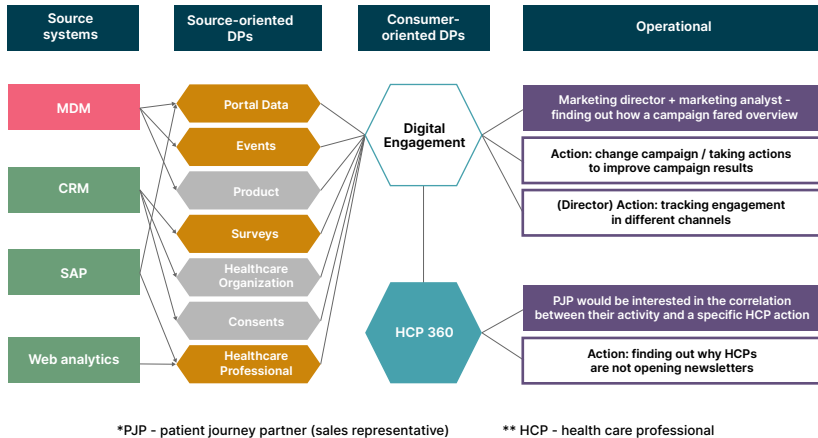 Source
systems
Source-oriented
DPs
Consumer-
oriented DPs
Operational
MDM
CRM
SAP
Web analytics
Portal Data
Events
Product
Surveys
Healthcare
Organization
Consents
Healthcare
Professional
Digital
Engagement
HCP 360
Marketing director + marketing analyst -
finding out how a campaign fared overview
Action: change campaign / taking actions
to improve campaign results
(Director) Action: tracking engagement
in different channels
PJP would be interested in the correlation
between their activity and a specific HCP action
Action: finding out why HCPs
are not opening newsletters
*PJP - patient journey partner (sales representative)
** HCP - health care professional